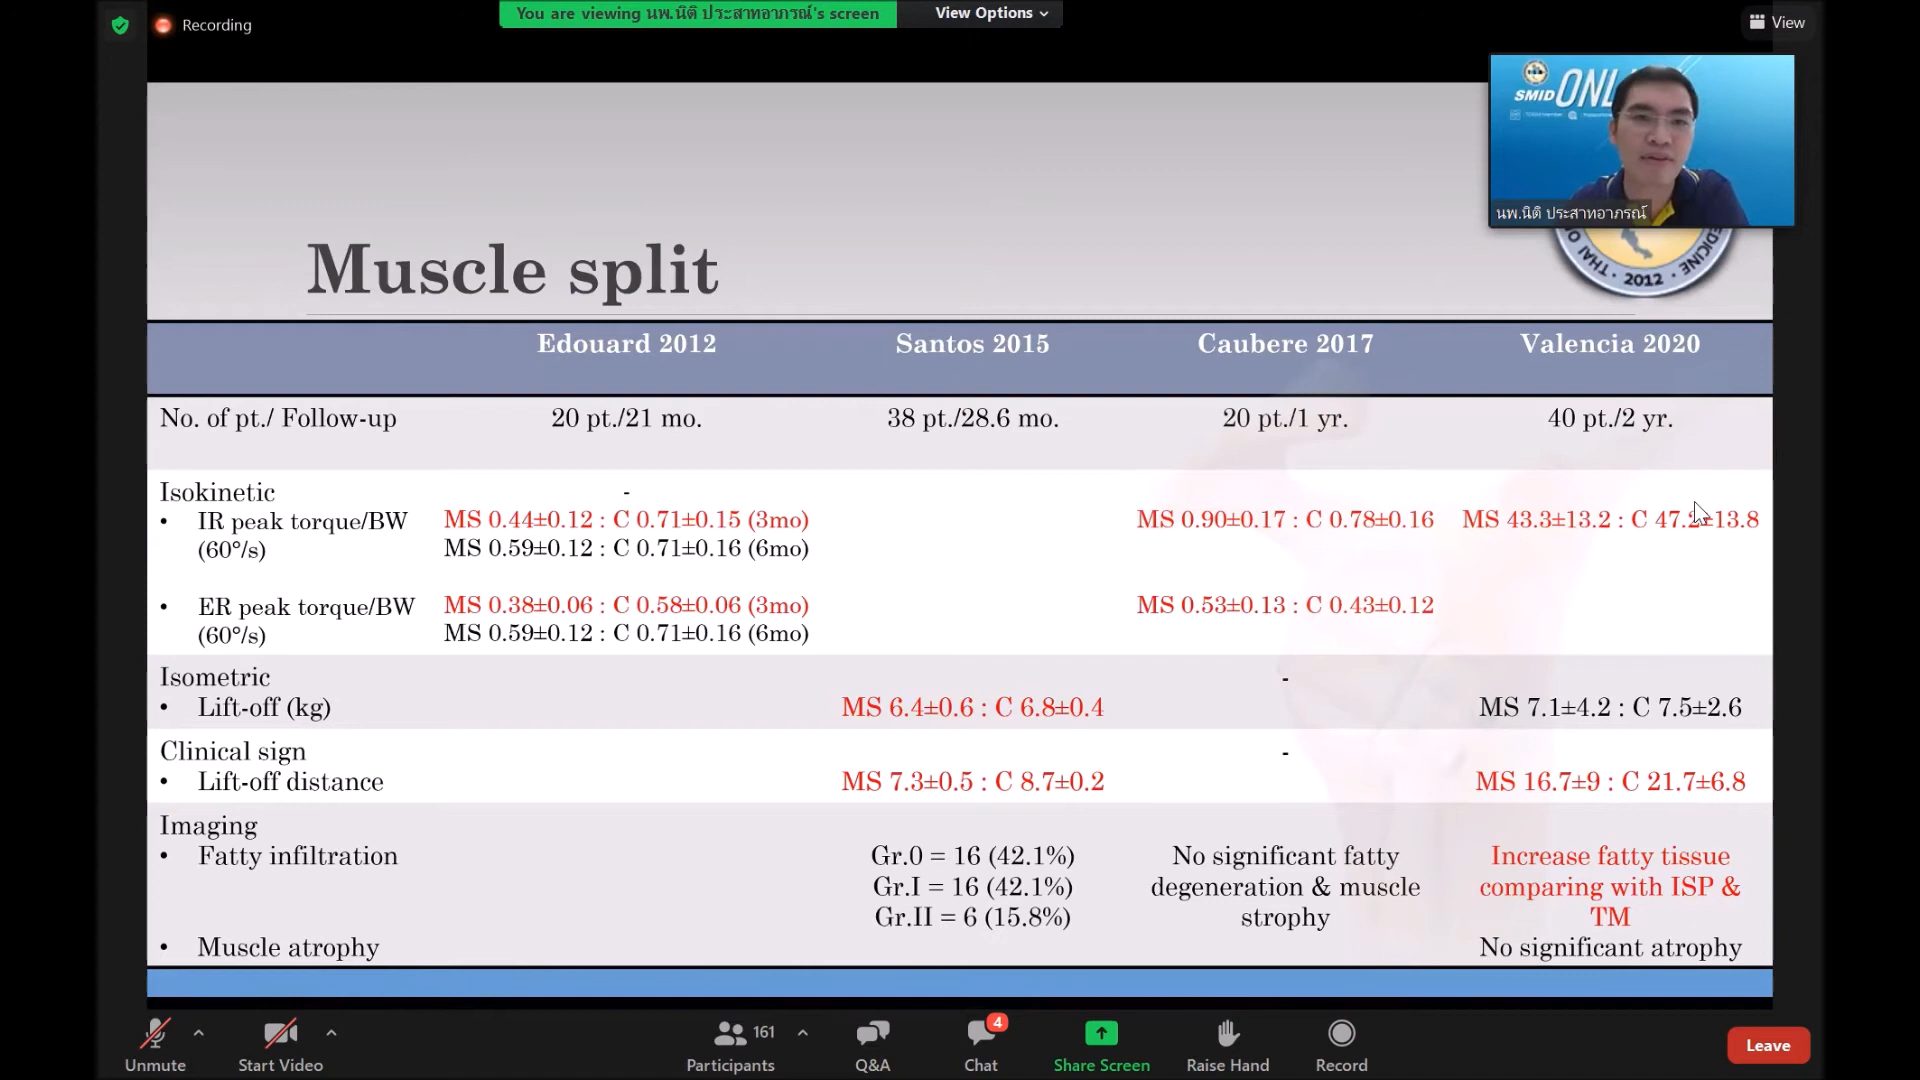 Recording
You are viewing นพ.นิติ ประสาทอาภรณ์'s screen
View Options
View
SMID ONL
นพ.นิติ ประสาทอาภรณ์
THAI O
2012
EDICINE
Muscle split
Edouard 2012
Santos 2015
Caubere 2017
Valencia 2020
No. of pt./ Follow-up
20 pt./21 mo.
38 pt./28.6 mo.
20 pt./1 yr.
40 pt./2 yr.
Isokinetic
-
• IR peak torque/BW
(60°/s)
MS 0.44±0.12 : C 0.71±0.15 (3mo)
MS 0.59±0.12 : C 0.71±0.16 (6mo)
MS 0.90±0.17 : C 0.78±0.16
MS 43.3±13.2 : C 47.2±13.8
• ER peak torque/BW
(60°/s)
MS 0.38±0.06 : C 0.58±0.06 (3mo)
MS 0.59±0.12 : C 0.71±0.16 (6mo)
MS 0.53±0.13 : C 0.43±0.12
Isometric
-
• Lift-off (kg)
MS 6.4±0.6 : C 6.8±0.4
MS 7.1±4.2 : C 7.5±2.6
Clinical sign
-
• Lift-off distance
MS 7.3±0.5 : C 8.7±0.2
MS 16.7±9 : C 21.7±6.8
Imaging
• Fatty infiltration
Gr.0 = 16 (42.1%)
Gr.I = 16 (42.1%)
Gr.II = 6 (15.8%)
No significant fatty
degeneration & muscle
strophy
Increase fatty tissue
comparing with ISP &
TM
• Muscle atrophy
No significant atrophy
Unmute
Start Video
161
Participants
Q&A
4
Chat
Share Screen
Raise Hand
Record
Leave